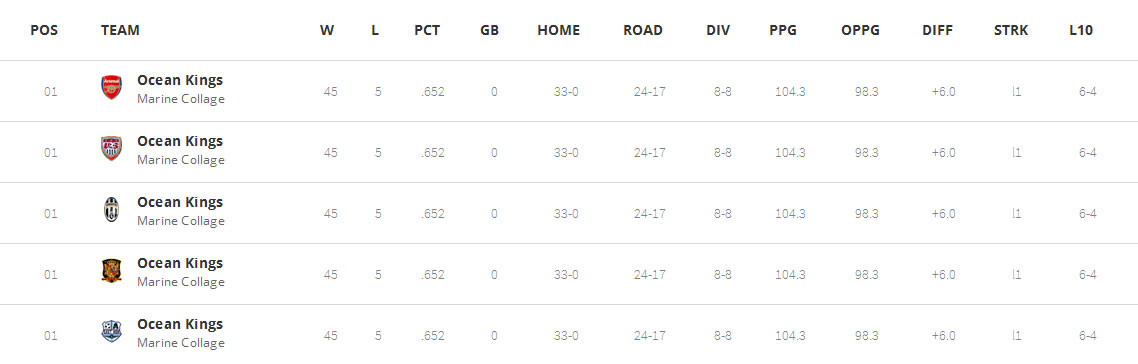 POS TEAM W L PCT GB HOME ROAD DIV PPG OPPG DIFF STRK L10
Ocean Kings
01 45 5 .652 0 33-0 24-17 8-8 104.3 98.3 +6.0 l1 6-4
Marine Collage
Ocean Kings
01 45 5 .652 0 33-0 24-17 8-8 104.3 98.3 +6.0 l1 6-4
Marine Collage
Ocean Kings
01 45 5 .652 0 33-0 24-17 8-8 104.3 98.3 +6.0 l1 6-4
Marine Collage
Ocean Kings
01 45 5 .652 0 33-0 24-17 8-8 104.3 98.3 +6.0 l1 6-4
Marine Collage
Ocean Kings
01 45 5 .652 0 33-0 24-17 8-8 104.3 98.3 +6.0 l1 6-4
Marine Collage